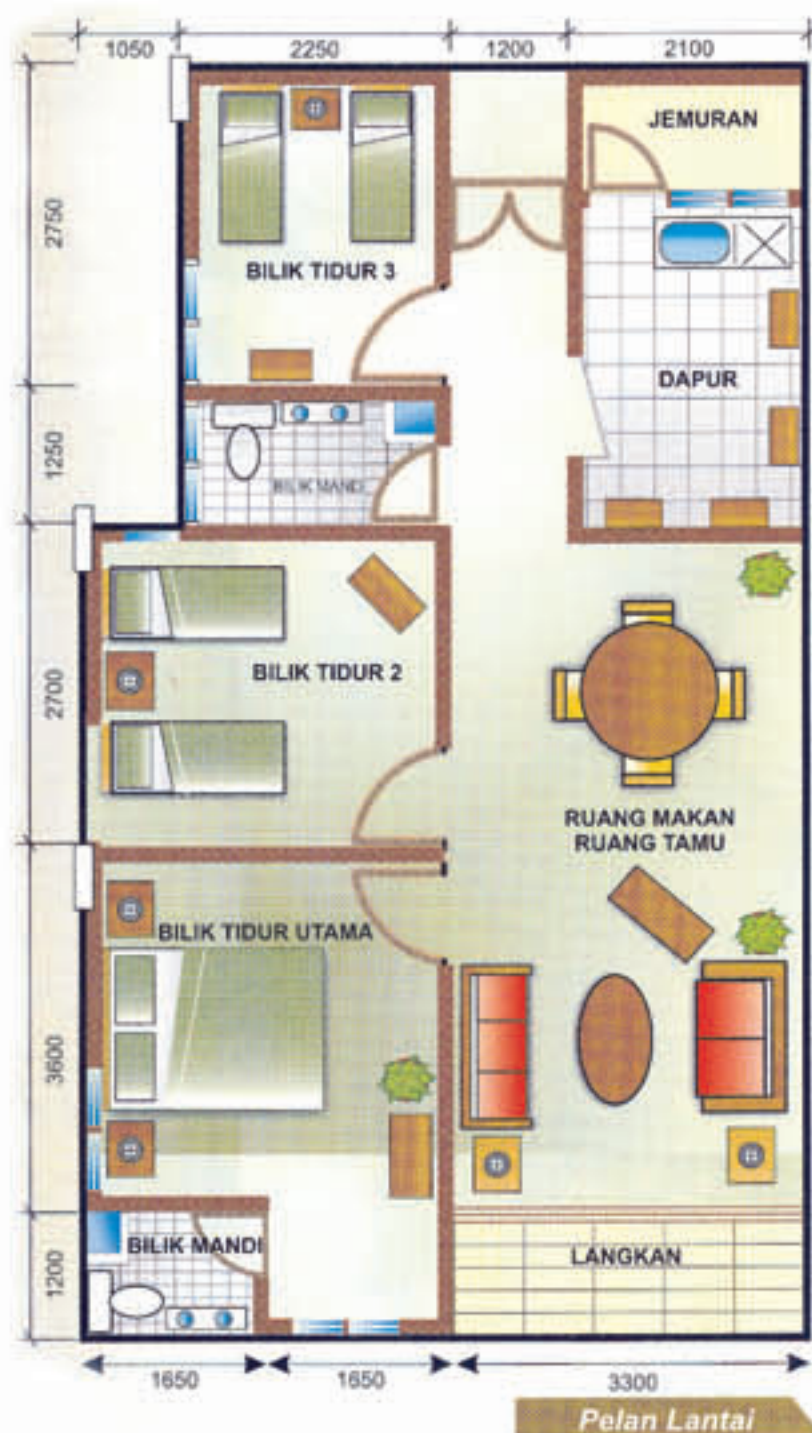 1050 2250 1200 2100
JEMURAN
2750
BILIK TIDUR 3
DAPUR
1250
BILIK MANDI
2700
BILIK TIDUR 2
RUANG MAKAN
RUANG TAMU
BILIK TIDUR UTAMA
3600
BILIK MANDI
LANGKAN
1200
1650 1650 3300
Pelan Lantai